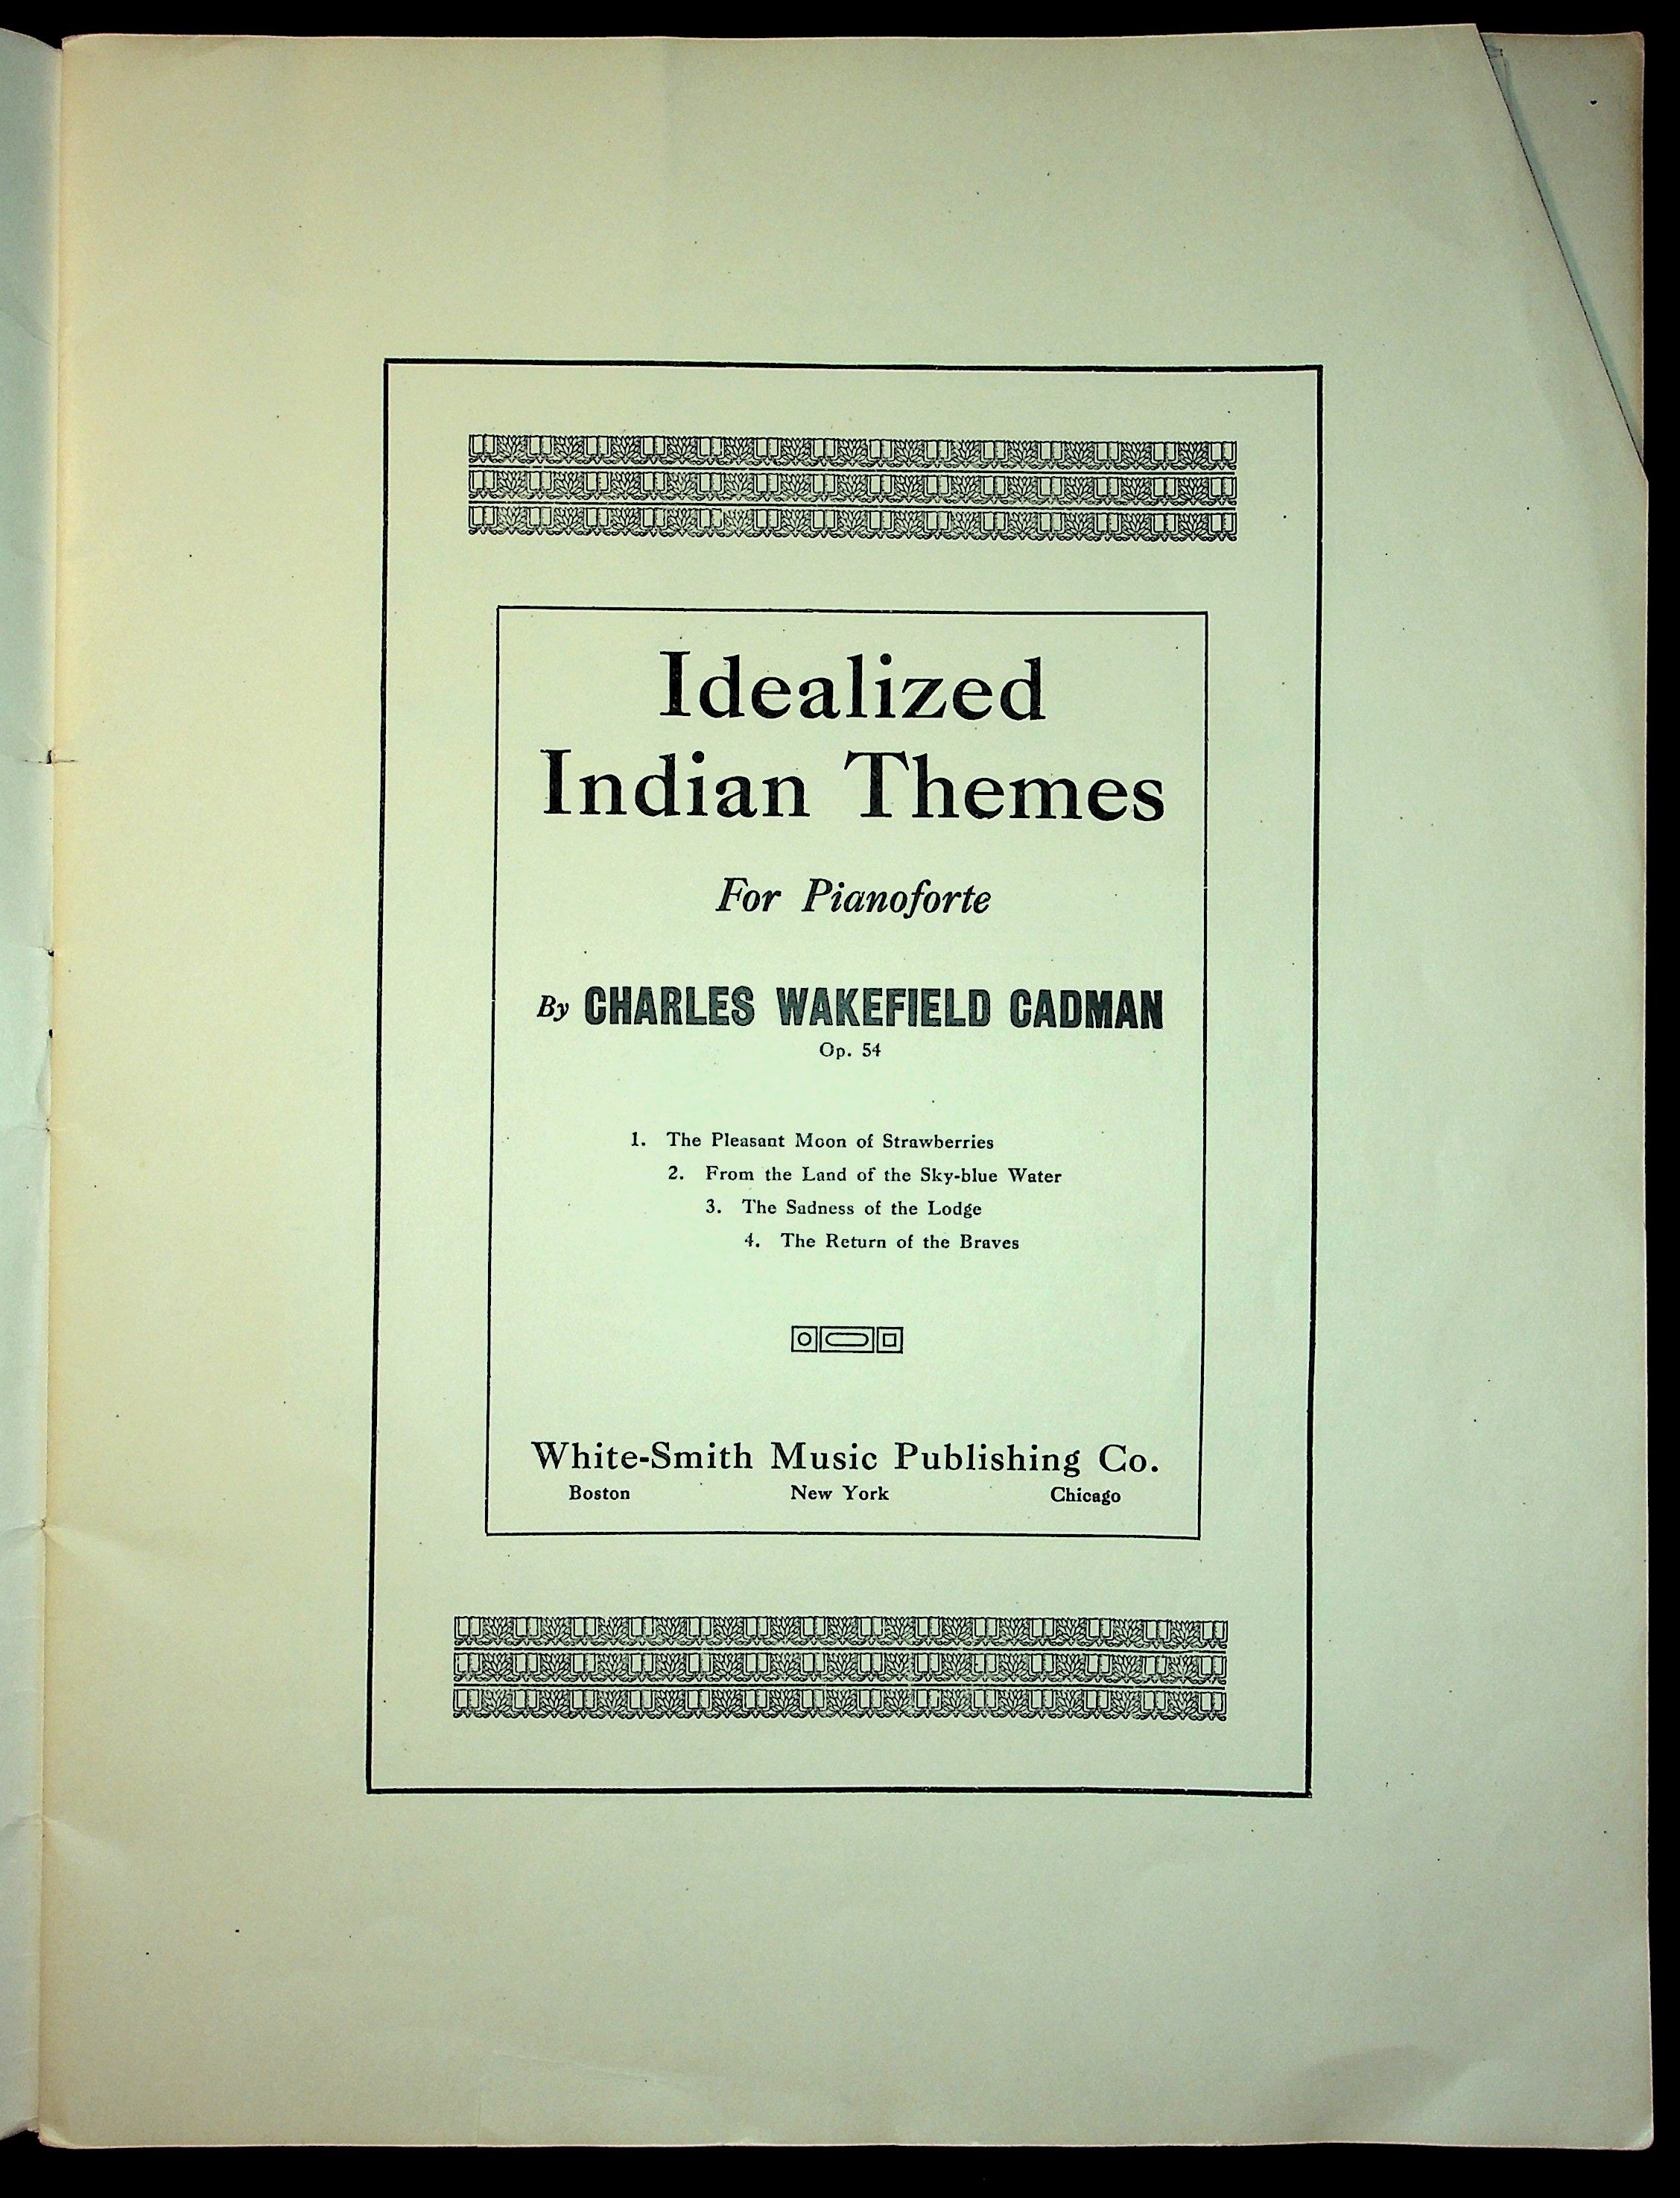 Idealized
Indian Themes
For Pianoforte
By CHARLES WAKEFIELD CADMAN
Op. 54
1. The Pleasant Moon of Strawberries
2. From the Land of the Sky-blue Water
3. The Sadness of the Lodge
4. The Return of the Braves
White-Smith Music Publishing Co.
Boston New York Chicago